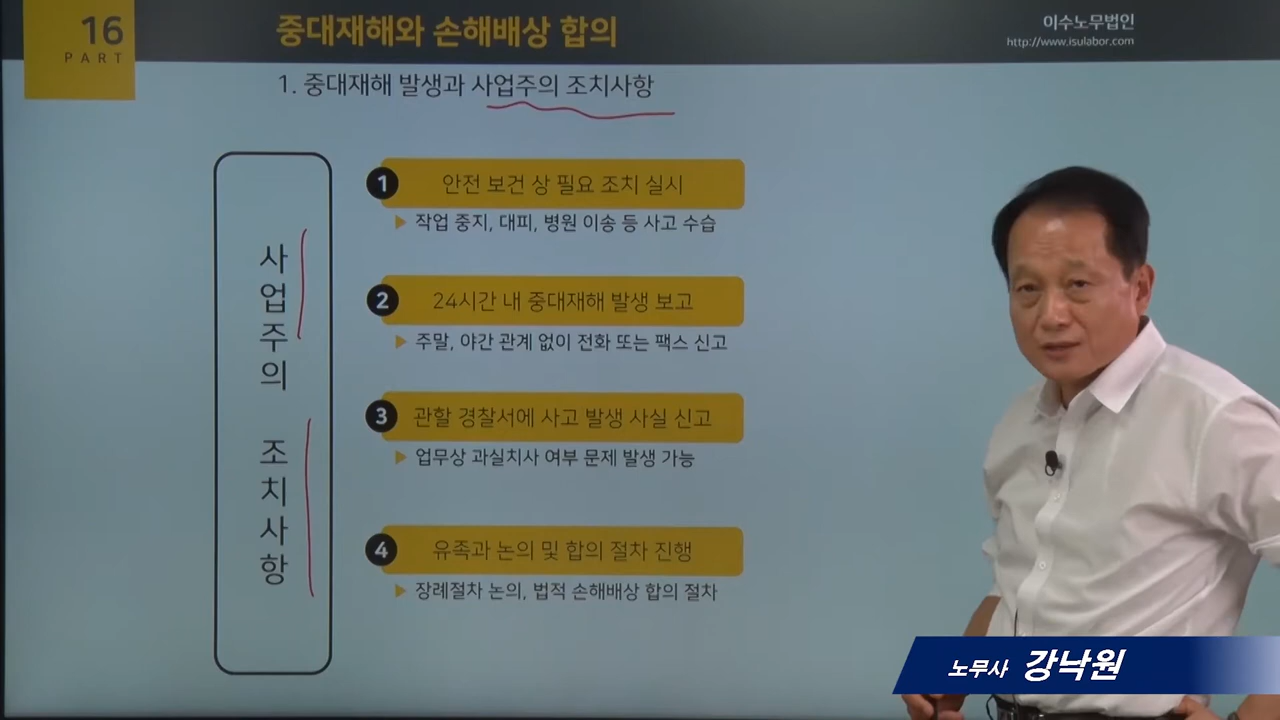 16
PART
중대재해와 손해배상 합의
이수노무법인
http://www.isulabor.com
1. 중대재해 발생과 사업주의 조치사항
사업주의 조치사항
1 안전 보건 상 필요 조치 실시
작업 중지, 대피, 병원 이송 등 사고 수습
2 24시간 내 중대재해 발생 보고
주말, 야간 관계 없이 전화 또는 팩스 신고
3 관할 경찰서에 사고 발생 사실 신고
업무상 과실치사 여부 문제 발생 가능
4 유족과 논의 및 합의 절차 진행
장례절차 논의, 법적 손해배상 합의 절차
노무사 강낙원